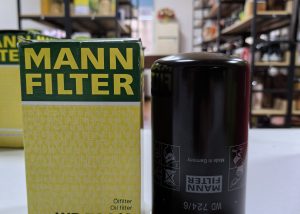 MANN
FILTER
Ölfilter
Oil filter
Made in Germany
MANN
FILTER
WD 724/6